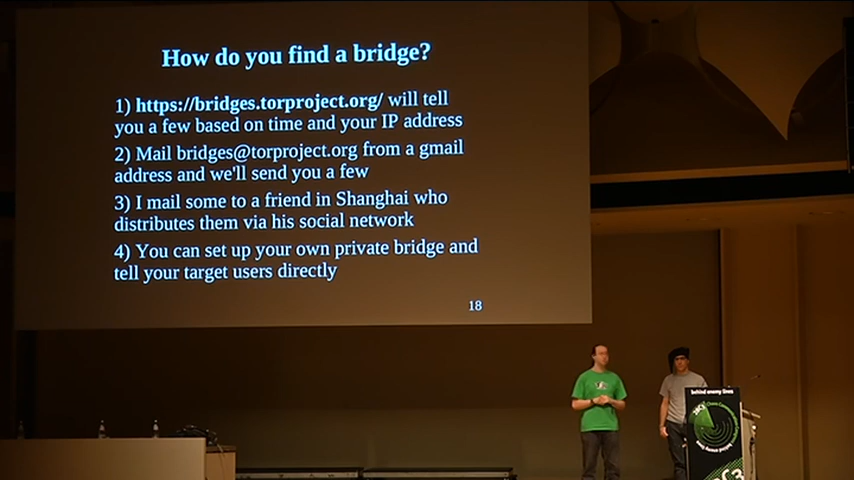 How do you find a bridge?
1) https://bridges.torproject.org/ will tell
you a few based on time and your IP address
2) Mail bridges@torproject.org from a gmail
address and we'll send you a few
3) I mail some to a friend in Shanghai who
distributes them via his social network
4) You can set up your own private bridge and
tell your target users directly
18
behind enemy lines